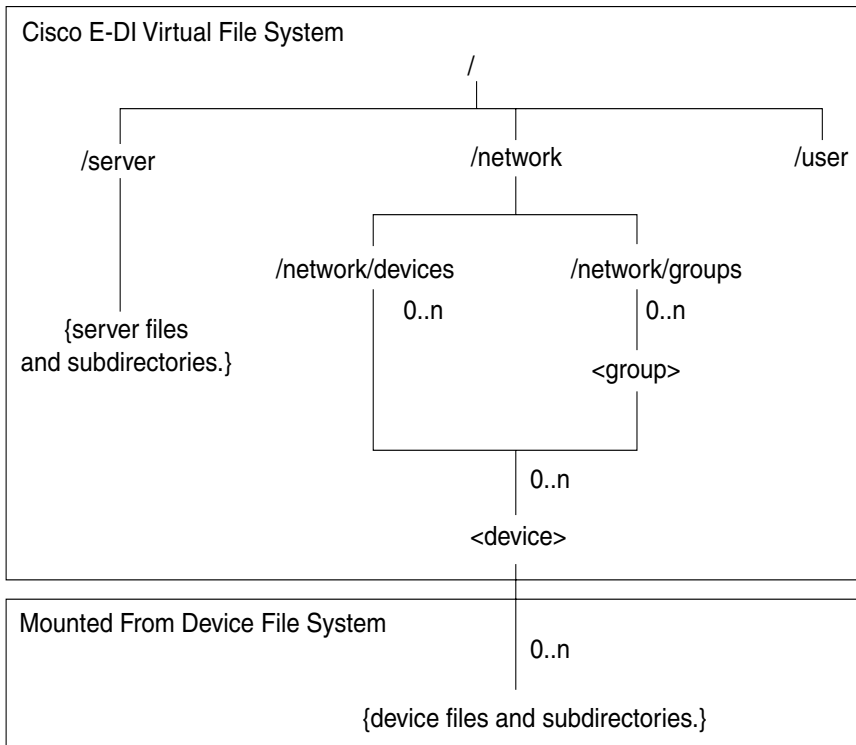 Cisco E-DI Virtual File System
/
/server
/network
/user
/network/devices
/network/groups
0..n
0..n
{server files
and subdirectories.}
<group>
0..n
<device>
Mounted From Device File System
0..n
{device files and subdirectories.}